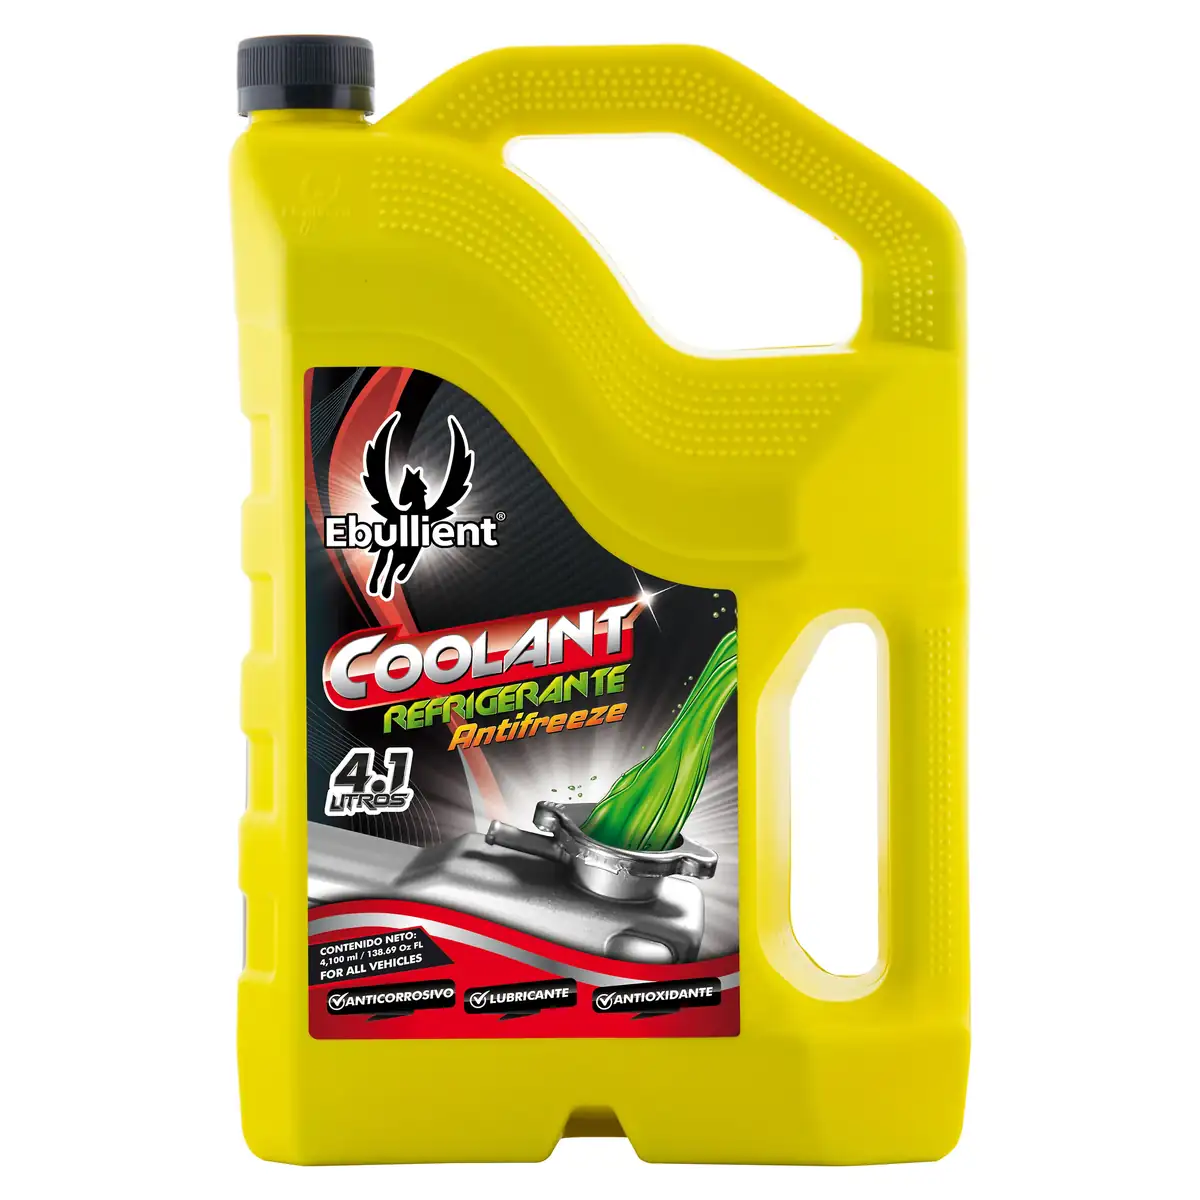 Ebullient®
COOLANT
REFRIGERANTE
Antifreeze
4.1
LITROS
CONTENIDO NETO:
4,100 ml / 138.69 Oz FL
FOR ALL VEHICLES
ANTICORROSIVO
LUBRICANTE
ANTIOXIDANTE